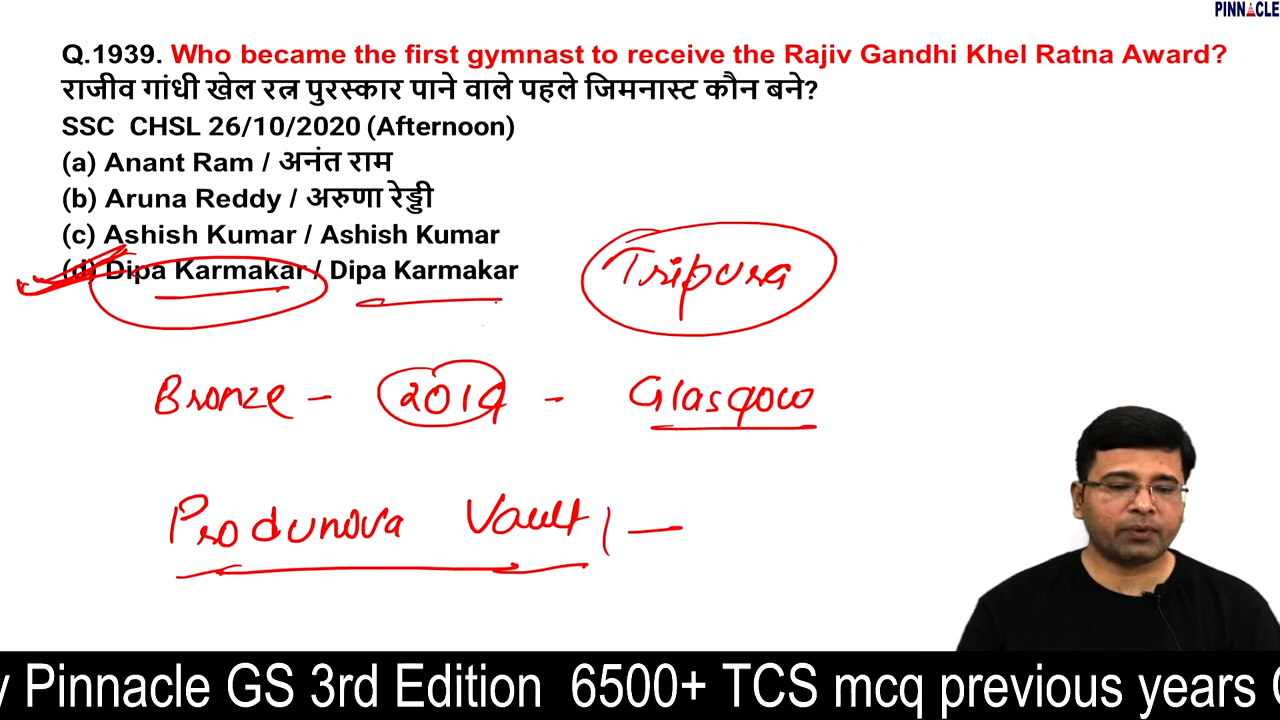 PINNACLE
Q.1939. Who became the first gymnast to receive the Rajiv Gandhi Khel Ratna Award?
राजीव गांधी खेल रत्न पुरस्कार पाने वाले पहले जिमनास्ट कौन बने?
SSC CHSL 26/10/2020 (Afternoon)
(a) Anant Ram / अनंत राम
(b) Aruna Reddy / अरुणा रेड्डी
(c) Ashish Kumar / Ashish Kumar
(d) Dipa Karmakar / Dipa Karmakar
Tripura
Bronze - 2014 - Glasgow
Produnova Vault
y Pinnacle GS 3rd Edition 6500+ TCS mcq previous years